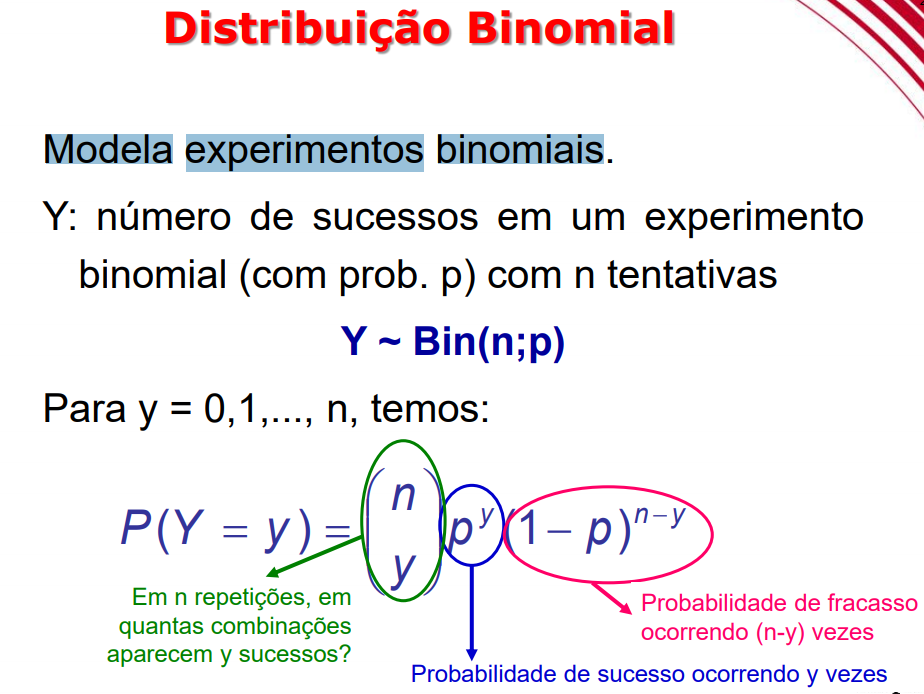 Distribuição Binomial
Modela experimentos binomiais.
Y: número de sucessos em um experimento
binomial (com prob. p) com n tentativas
Y ~ Bin(n;p)
Para y = 0,1,..., n, temos:
P(Y = y) = (n y) p^y (1 − p)^{n−y}
Em n repetições, em
quantas combinações
aparecem y sucessos?
Probabilidade de fracasso
ocorrendo (n-y) vezes
Probabilidade de sucesso ocorrendo y vezes